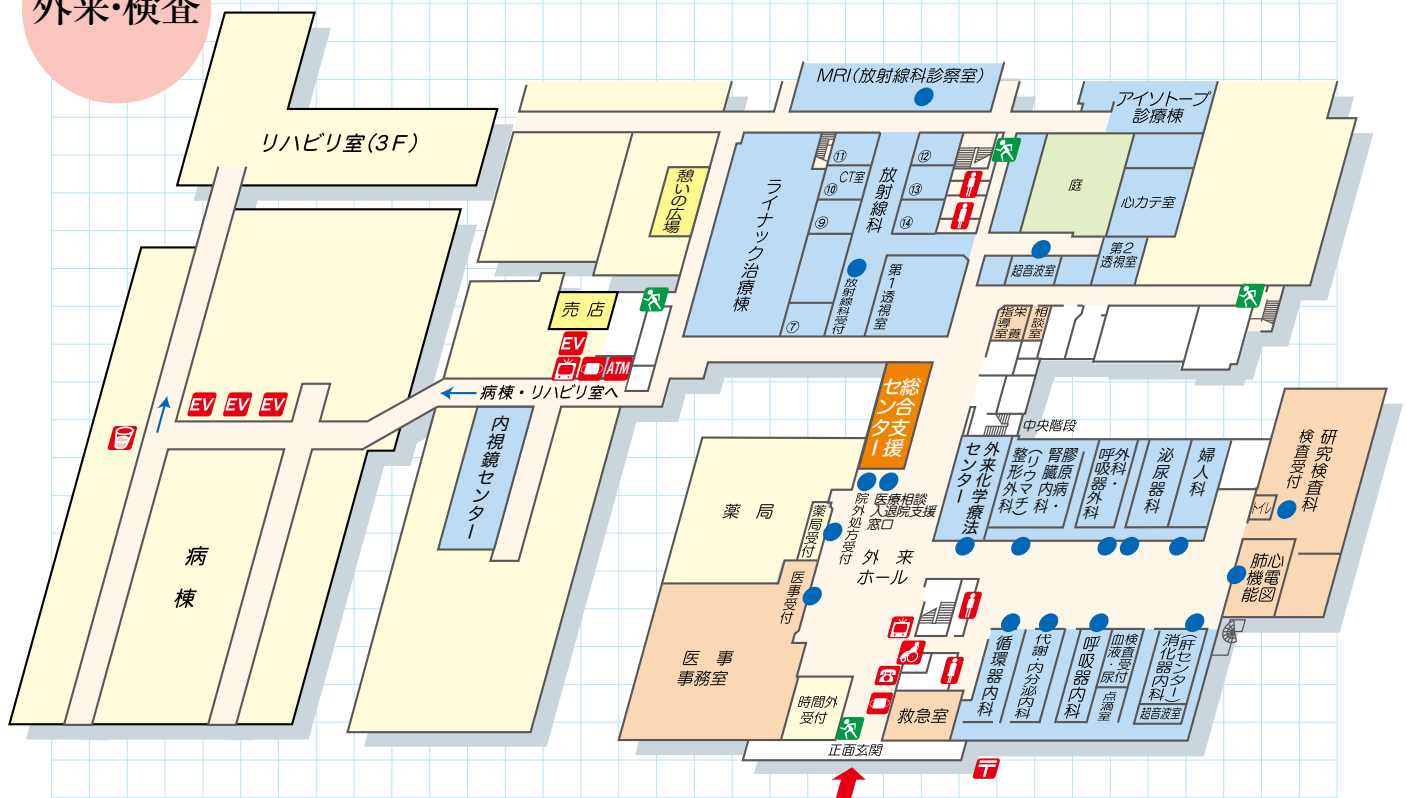 外来・検査
リハビリ室(3F)
MRI(放射線科診察室)
アイソトープ
診療棟
憩いの広場
ライナック治療棟
⑪
CT室
⑩
⑨
⑦
放射線科
⑫
⑬
⑭
放射線科受付
第1透視室
庭
心カテ室
超音波室
第2
透視室
栄養
指導室
相談室
売店
EV
ATM
EV
EV
EV
病棟・リハビリ室へ
内視鏡センター
病棟
総合支援
センター
中央階段
外来化学療法
センター
膠原病・
腎臓内科・
(リウマチ)
整形外科
外科・
呼吸器外科
泌尿器科
婦人科
研究検査科
検査受付
トイレ
心電図
肺機能
薬局
薬局受付
院外処方受付
医療相談
入退院支援
窓口
外来
ホール
医事受付
医事
事務室
時間外
受付
救急室
正面玄関
循環器内科
代謝・内分泌内科
呼吸器内科
検査受付
血液・尿
点滴室
(肝センター)
消化器内科
超音波室